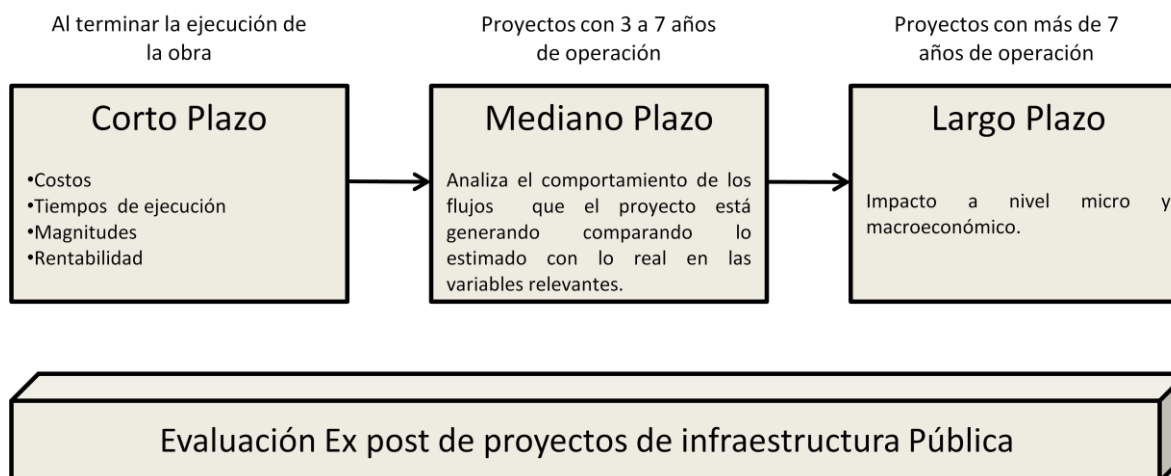 Al terminar la ejecución de
la obra
Proyectos con 3 a 7 años
de operación
Proyectos con más de 7
años de operación
Corto Plazo
•Costos
•Tiempos de ejecución
•Magnitudes
•Rentabilidad
Mediano Plazo
Analiza el comportamiento de los
flujos que el proyecto está
generando comparando lo
estimado con lo real en las
variables relevantes.
Largo Plazo
Impacto a nivel micro y
macroeconómico.
Evaluación Ex post de proyectos de infraestructura Pública